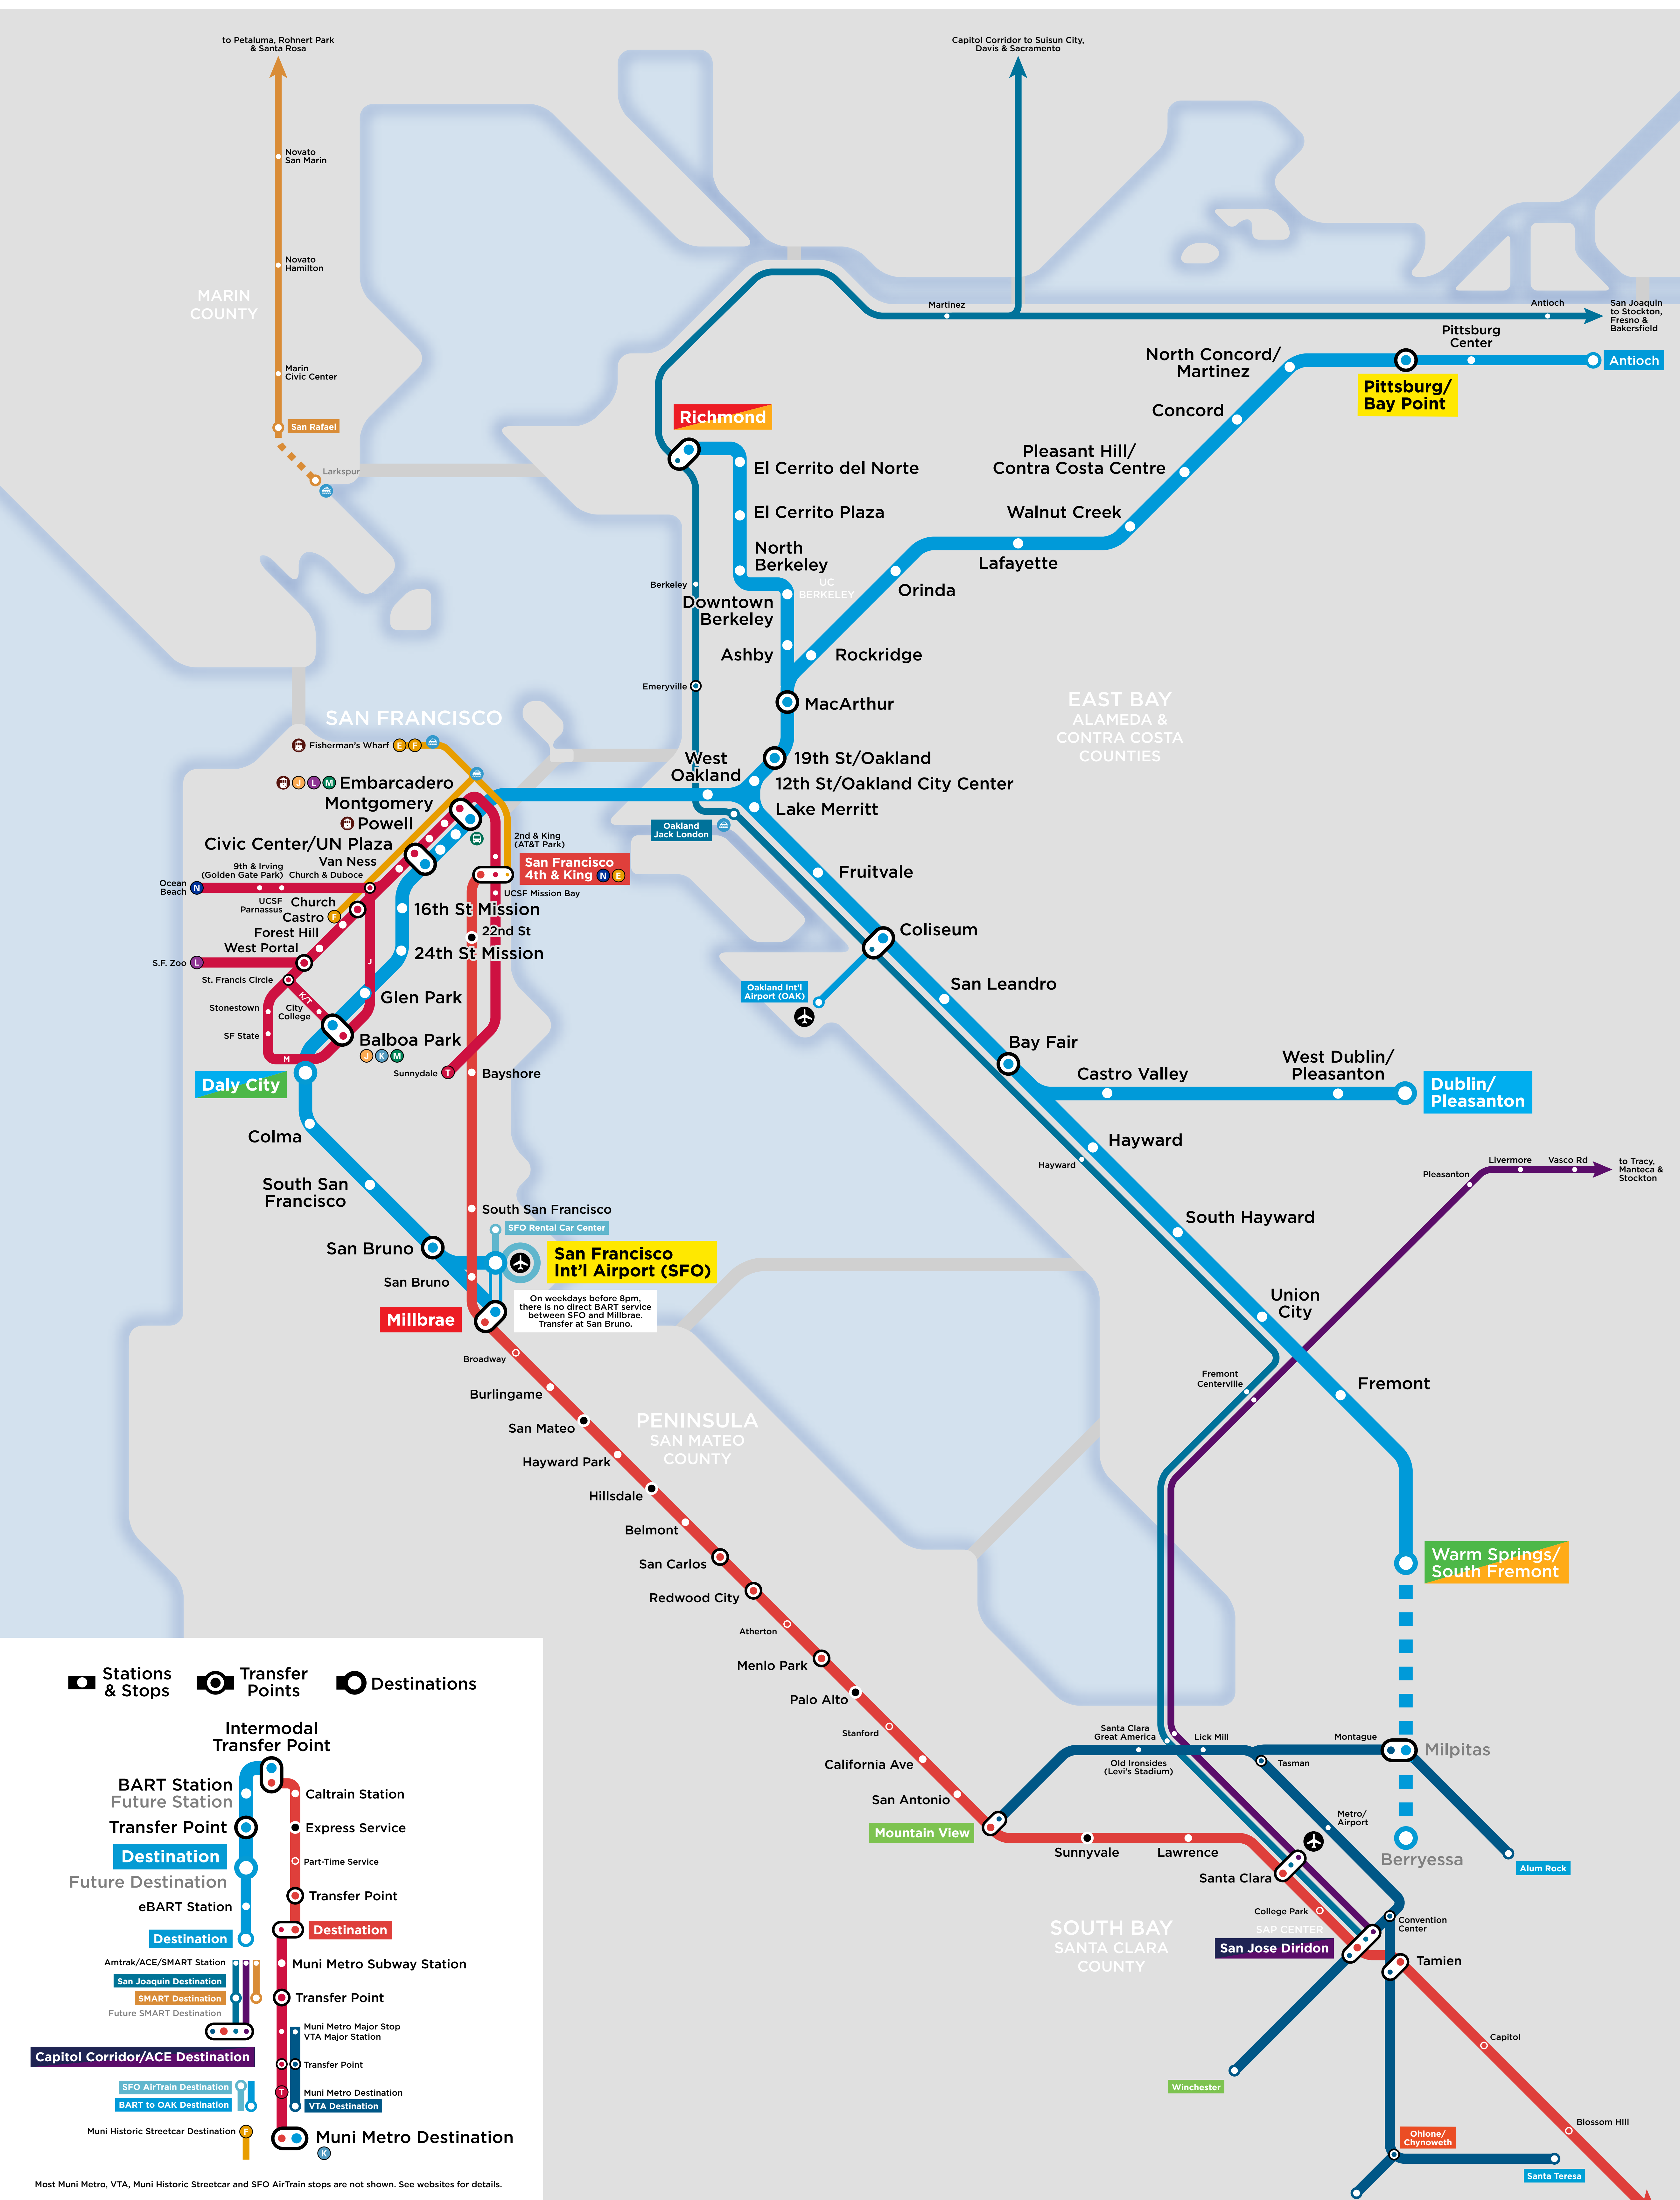 to Petaluma, Rohnert Park
& Santa Rosa
Capitol Corridor to Suisun City,
Davis & Sacramento
Novato
San Marin
Novato
Hamilton
MARIN
COUNTY
Marin
Civic Center
San Rafael
Larkspur
Martinez
Antioch
San Joaquin
to Stockton,
Fresno &
Bakersfield
Pittsburg
Center
Antioch
North Concord/
Martinez
Pittsburg/
Bay Point
Concord
Richmond
Pleasant Hill/
Contra Costa Centre
El Cerrito del Norte
El Cerrito Plaza
Walnut Creek
North
Berkeley
Lafayette
Berkeley
UC
BERKELEY
Orinda
Downtown
Berkeley
Ashby
Rockridge
Emeryville
MacArthur
EAST BAY
ALAMEDA &
CONTRA COSTA
COUNTIES
SAN FRANCISCO
Fisherman's Wharf E F
J L M Embarcadero
Montgomery
Powell
Civic Center/UN Plaza
Van Ness
West
Oakland
19th St/Oakland
12th St/Oakland City Center
Lake Merritt
Oakland
Jack London
2nd & King
(AT&T Park)
San Francisco
4th & King N E
9th & Irving
(Golden Gate Park)
Church & Duboce
Ocean
Beach N
UCSF
Parnassus
Church
Castro F
UCSF Mission Bay
16th St Mission
22nd St
24th St Mission
Forest Hill
West Portal
S.F. Zoo L
J
St. Francis Circle
K/T
Stonestown
City
College
SF State
M
Glen Park
Balboa Park
J K M
Sunnydale T
Bayshore
Daly City
Colma
South San
Francisco
San Bruno
Fruitvale
Coliseum
Oakland Int'l
Airport (OAK)
San Leandro
Bay Fair
Castro Valley
West Dublin/
Pleasanton
Dublin/
Pleasanton
Hayward
Hayward
Pleasanton
Livermore
Vasco Rd
to Tracy,
Manteca &
Stockton
South Hayward
South San Francisco
SFO Rental Car Center
San Francisco
Int'l Airport (SFO)
San Bruno
Millbrae
On weekdays before 8pm,
there is no direct BART service
between SFO and Millbrae.
Transfer at San Bruno.
Union
City
Fremont
Centerville
Fremont
Broadway
Burlingame
San Mateo
Hayward Park
PENINSULA
SAN MATEO
COUNTY
Hillsdale
Belmont
San Carlos
Redwood City
Atherton
Menlo Park
Palo Alto
Stanford
California Ave
San Antonio
Mountain View
Warm Springs/
South Fremont
Santa Clara
Great America
Lick Mill
Montague
Milpitas
Old Ironsides
(Levi's Stadium)
Tasman
Metro/
Airport
Berryessa
Alum Rock
Sunnyvale
Lawrence
Santa Clara
College Park
SAP CENTER
San Jose Diridon
Convention
Center
Tamien
SOUTH BAY
SANTA CLARA
COUNTY
Capitol
Winchester
Blossom HIll
Ohlone/
Chynoweth
Santa Teresa
Stations
& Stops
Transfer
Points
Destinations
Intermodal
Transfer Point
BART Station
Future Station
Transfer Point
Destination
Future Destination
eBART Station
Destination
Amtrak/ACE/SMART Station
San Joaquin Destination
SMART Destination
Future SMART Destination
Capitol Corridor/ACE Destination
SFO AirTrain Destination
BART to OAK Destination
Muni Historic Streetcar Destination F
Caltrain Station
Express Service
Part-Time Service
Transfer Point
Destination
Muni Metro Subway Station
Transfer Point
Muni Metro Major Stop
VTA Major Station
Transfer Point
T Muni Metro Destination
VTA Destination
Muni Metro Destination
K
Most Muni Metro, VTA, Muni Historic Streetcar and SFO AirTrain stops are not shown. See websites for details.